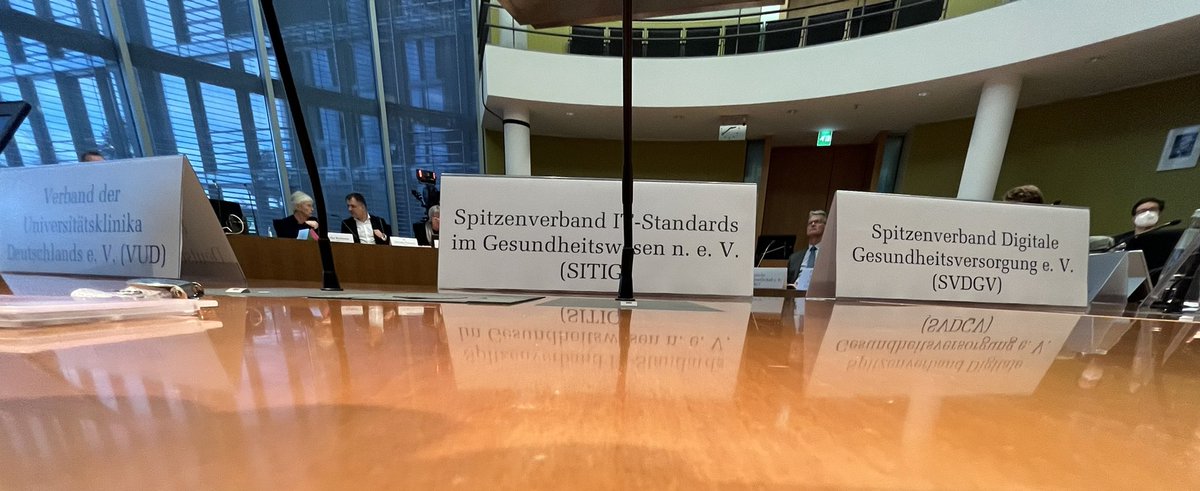 Verband der
Universitätsklinika
Deutschlands e. V. (VUD)
Spitzenverband IT-Standards
im Gesundheitswesen n. e. V.
(SITIG)
Spitzenverband Digitale
Gesundheitsversorgung e. V.
(SVDGV)